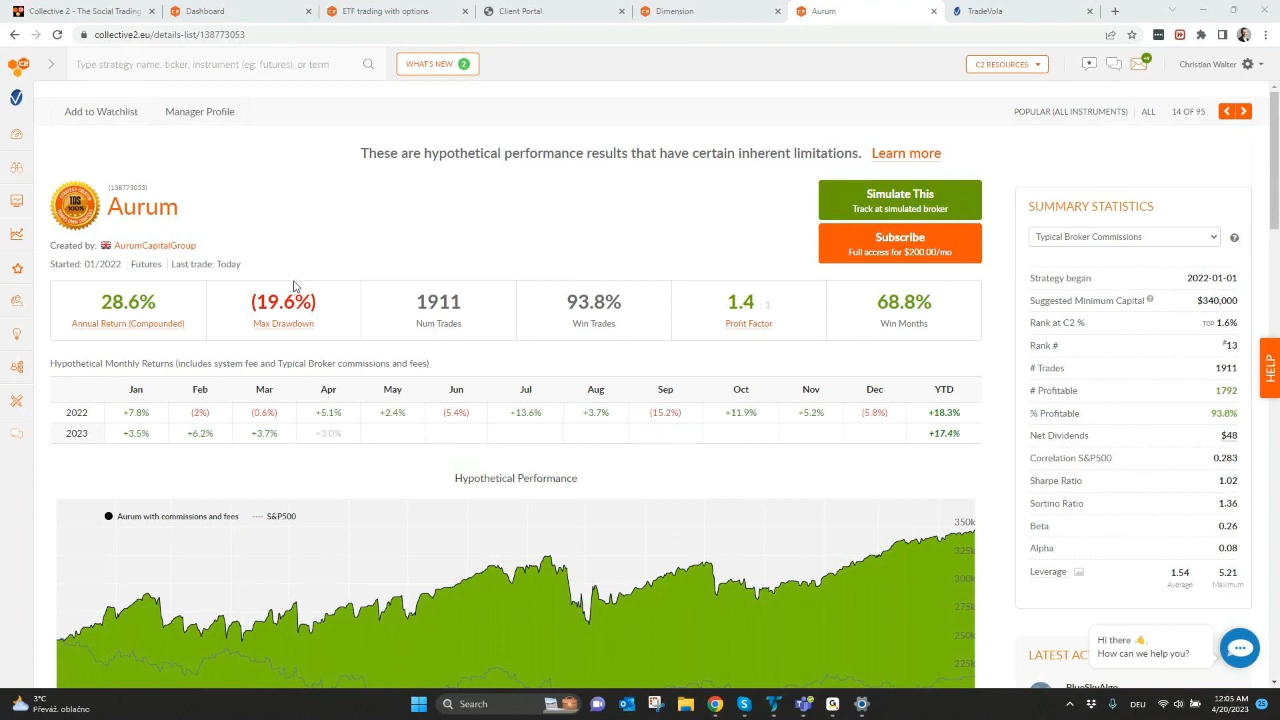 Collective 2 - The Social Trading
Dashboard
ETF trading with options
Client Portal
Dimension
Aurum
TradeVola
collective2.eu/details-list/138773053
Type strategy name, ticker, instrument (eg: futures), or term
WHAT'S NEW 2
C2 RESOURCES
Christian Walter
Add to Watchlist
Manager Profile
POPULAR (ALL INSTRUMENTS) ALL 14 OF 95
These are hypothetical performance results that have certain inherent limitations. Learn more
(138773053)
TOS
100%
Aurum
Created by: AurumCapitalGroup
Started: 01/2022 Futures Last trade: Today
Simulate This
Track at simulated broker
Subscribe
Full access for $200.00/mo
28.6% (19.6%) 1911 93.8% 1.4 : 1 68.8%
Annual Return (Compounded) Max Drawdown Num Trades Win Trades Profit Factor Win Months
Hypothetical Monthly Returns (includes system fee and Typical Broker commissions and fees)
Jan Feb Mar Apr May Jun Jul Aug Sep Oct Nov Dec YTD
2022 +7.8% (2%) (0.6%) +5.1% +2.4% (5.4%) +13.6% +3.7% (15.2%) +11.9% +5.2% (5.8%) +18.3%
2023 +3.5% +6.2% +3.7% +3.0% +17.4%
Hypothetical Performance
Aurum with commissions and fees S&P500
350k
325k
300k
275k
250k
225k
SUMMARY STATISTICS
Typical Broker Commissions
Strategy began 2022-01-01
Suggested Minimum Capital $340,000
Rank at C2 % TOP 1.6%
Rank # #13
# Trades 1911
# Profitable 1792
% Profitable 93.8%
Net Dividends $48
Correlation S&P500 0.283
Sharpe Ratio 1.02
Sortino Ratio 1.36
Beta 0.26
Alpha 0.08
Leverage 1.54 5.21
Average Maximum
HELP
Hi there
How can we help you?
LATEST AC
BlueSkyAlgo
3°C
Převáž. oblačno
Search
DEU
12:05 AM
4/20/2023